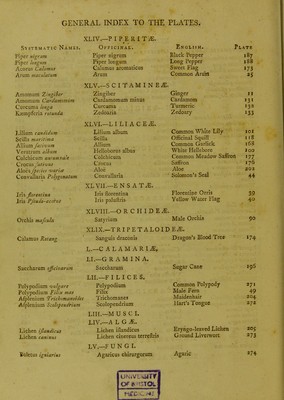 GENERAL INDEX TO THE PLATES.
XLIV.—PIPERITÆ.
SYSTEMATIC NAMES. OFFICINAL. ENGLISH. PLATE
Piper nigrum Piper nigrum Black Pepper 187
Piper longum Piper longum Long Pepper 188
Acorus Calamus Calamus aromaticus Sweet Flag 173
Arum maculatum Arum Common Arum 25
XLV.—SCITAMINEÆ.
Amomum Zingiber Zingiber Ginger 11
Amomum Cardamomum Cardamomum minus Cardamom 131
Curcuma longa Curcuma Turmeric 252
Kæmpferia rotunda Zedoaria Zedoary 133
XLVI.—LILIACEÆ.
Lilium candidum Lilium album Common White Lily 101
Scilla maritima Scilla Officinal Squill 118
Allium sativum Allium Common Garlick 168
Veratrum album Helleborus albus White Hellebore 100
Colchicum autumnale Colchicum Common Meadow Saffron 177
Crocus sativus Crocus Saffron 176
Aloes species variæ Aloe Aloe 202
Convallaria Polygonatum Convallaria Solomon's Seal 44
XLVII.—ENSATÆ.
Iris florentina Iris florentina Florentine Orris 59
Iris Pseudo-acorus Iris palustris Yellow Water Flag 40
XLVIII.—ORCHIDEÆ.
Orchis mascula Satyrium Male Orchis 90
XLIX.—TRIPETALOIDEÆ.
Calamus Rotang Sanguis draconis Dragon's Blood Tree 174
L.—CALAMARIÆ.
LI.—GRAMINA.
Saccharum officinarum Saccharum Sugar Cane 196
LII.—FILICES.
Polypodium vulgare Polypodium Common Polypody 271
Polypodium Filix mas Filix Male Fern 49
Asplenium Trichomanoides Trichomanes Maidenhair 204
Asplenium Scolopendrium Scolopendrium Hart's Tongue 272
LIII.—MUSCI.
LIV.—ALGÆ.
Lichen islandicus Lichen islandicus Eryngo-leaved Lichen 205
Lichen caninus Lichen cinereus terrestris Ground Liverwort 273
LV.—FUNGI.
Boletus igniarius Agaricus chirurgorum Agaric 274
UNIVERSITY
OF BRISTOL
MEDICINE